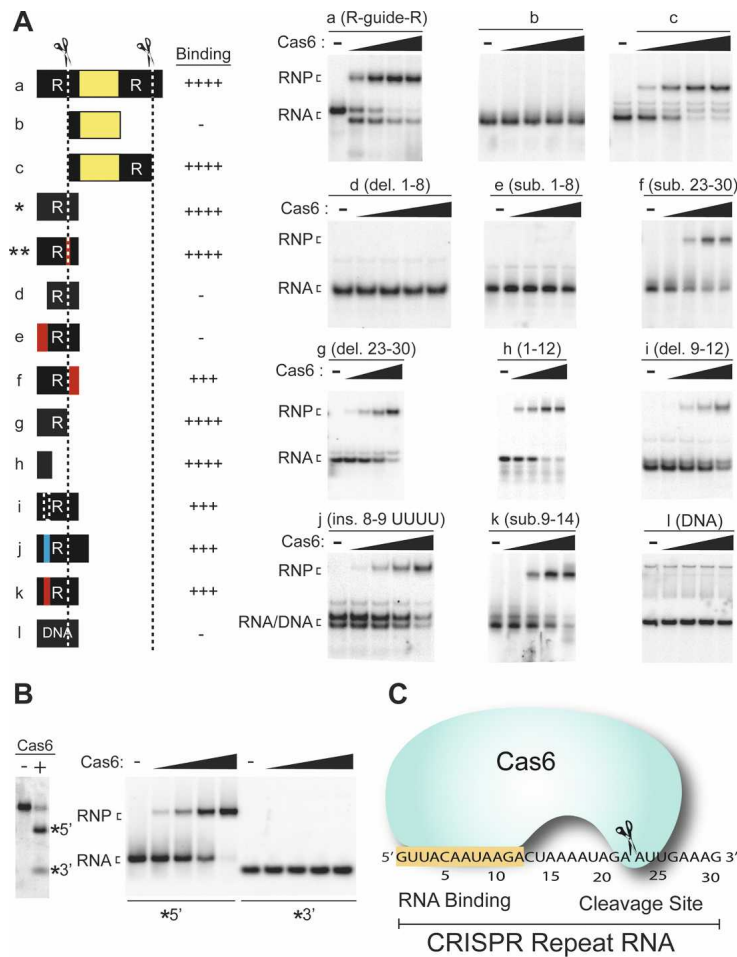 A
Binding
a R R ++++
b -
c R ++++
* R ++++
** R ++++
d R -
e R -
f R +++
g R ++++
h ++++
i R +++
j R +++
k R +++
l DNA -
a (R-guide-R) b c
Cas6 : - - -
RNP
RNA
d (del. 1-8) e (sub. 1-8) f (sub. 23-30)
Cas6 : - - -
RNP
RNA
g (del. 23-30) h (1-12) i (del. 9-12)
Cas6 : - - -
RNP
RNA
j (ins. 8-9 UUUU) k (sub.9-14) l (DNA)
Cas6: - - -
RNP
RNA/DNA
B
Cas6
- +
*5'
*3'
Cas6: - -
RNP
RNA
*5' *3'
C
Cas6
5' GUUACAAUAAGACUAAAAUAGAAUUGAAAG 3'
5 10 15 20 25 30
RNA Binding Cleavage Site
CRISPR Repeat RNA